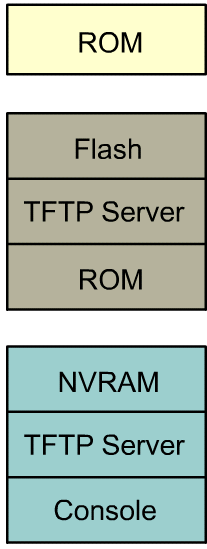 ROM
Flash
TFTP Server
ROM
NVRAM
TFTP Server
Console